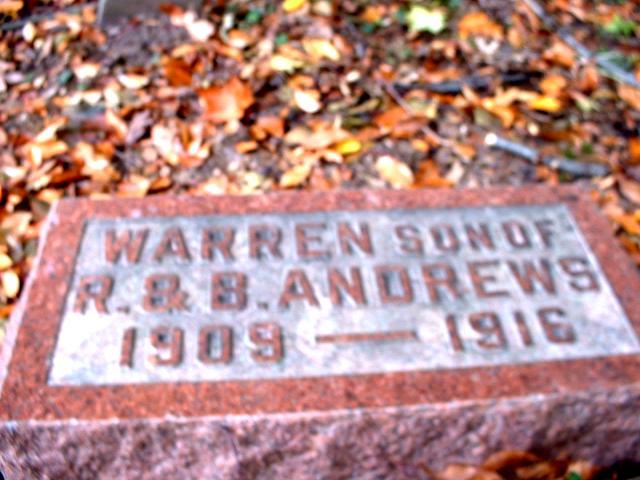 WARREN SON OF
R. & B. ANDREWS
1909 — 1916